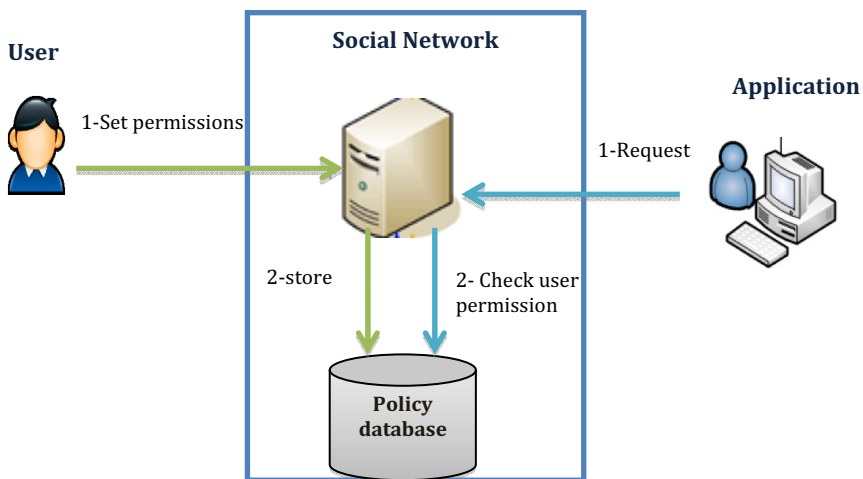 Social Network
User
Application
1-Set permissions
1-Request
2-store
2- Check user
permission
Policy
database